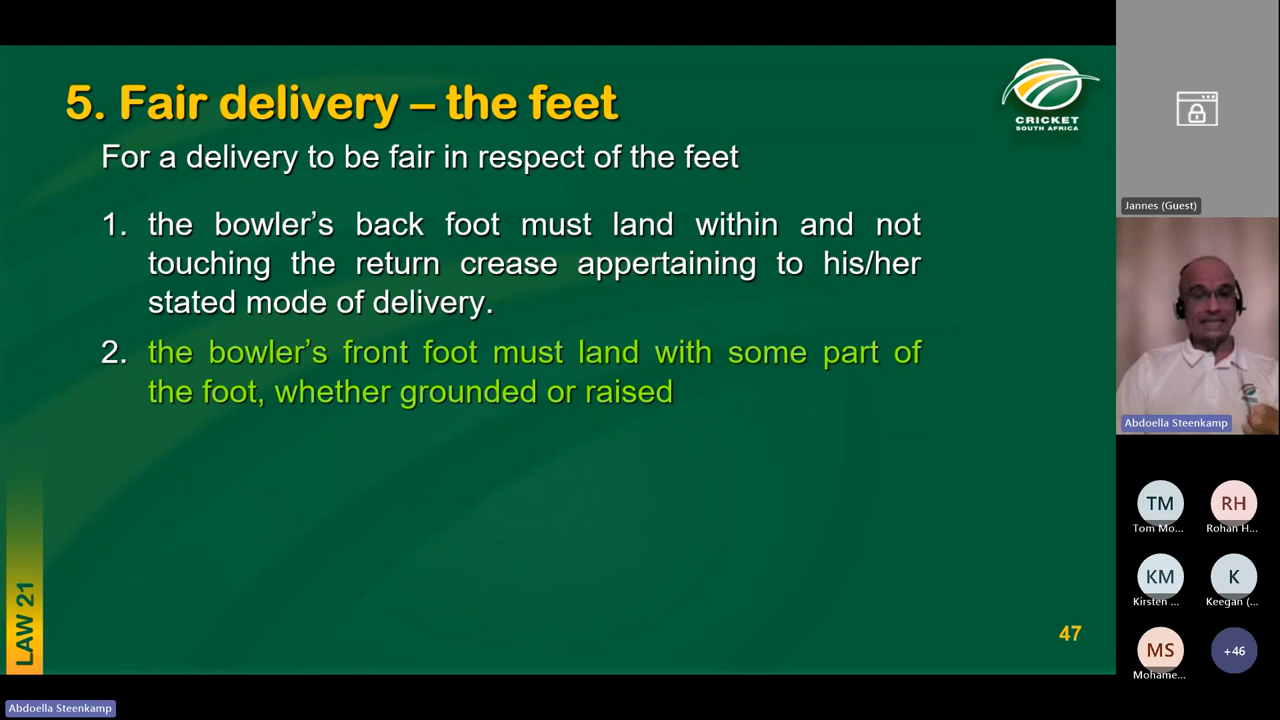 5. Fair delivery – the feet
CRICKET
SOUTH AFRICA
For a delivery to be fair in respect of the feet
1. the bowler's back foot must land within and not
touching the return crease appertaining to his/her
stated mode of delivery.
2. the bowler's front foot must land with some part of
the foot, whether grounded or raised
LAW 21
47
Jannes (Guest)
Abdoella Steenkamp
TM
RH
Tom Mo...
Rohan H...
KM
K
Kirsten ...
Keegan (...
MS
+46
Mohame...
Abdoella Steenkamp